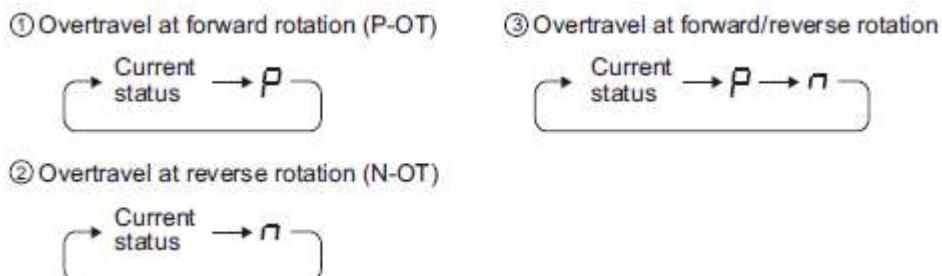 ① Overtravel at forward rotation (P-OT)
Current
status → P
② Overtravel at reverse rotation (N-OT)
Current
status → n
③ Overtravel at forward/reverse rotation
Current
status → P → n